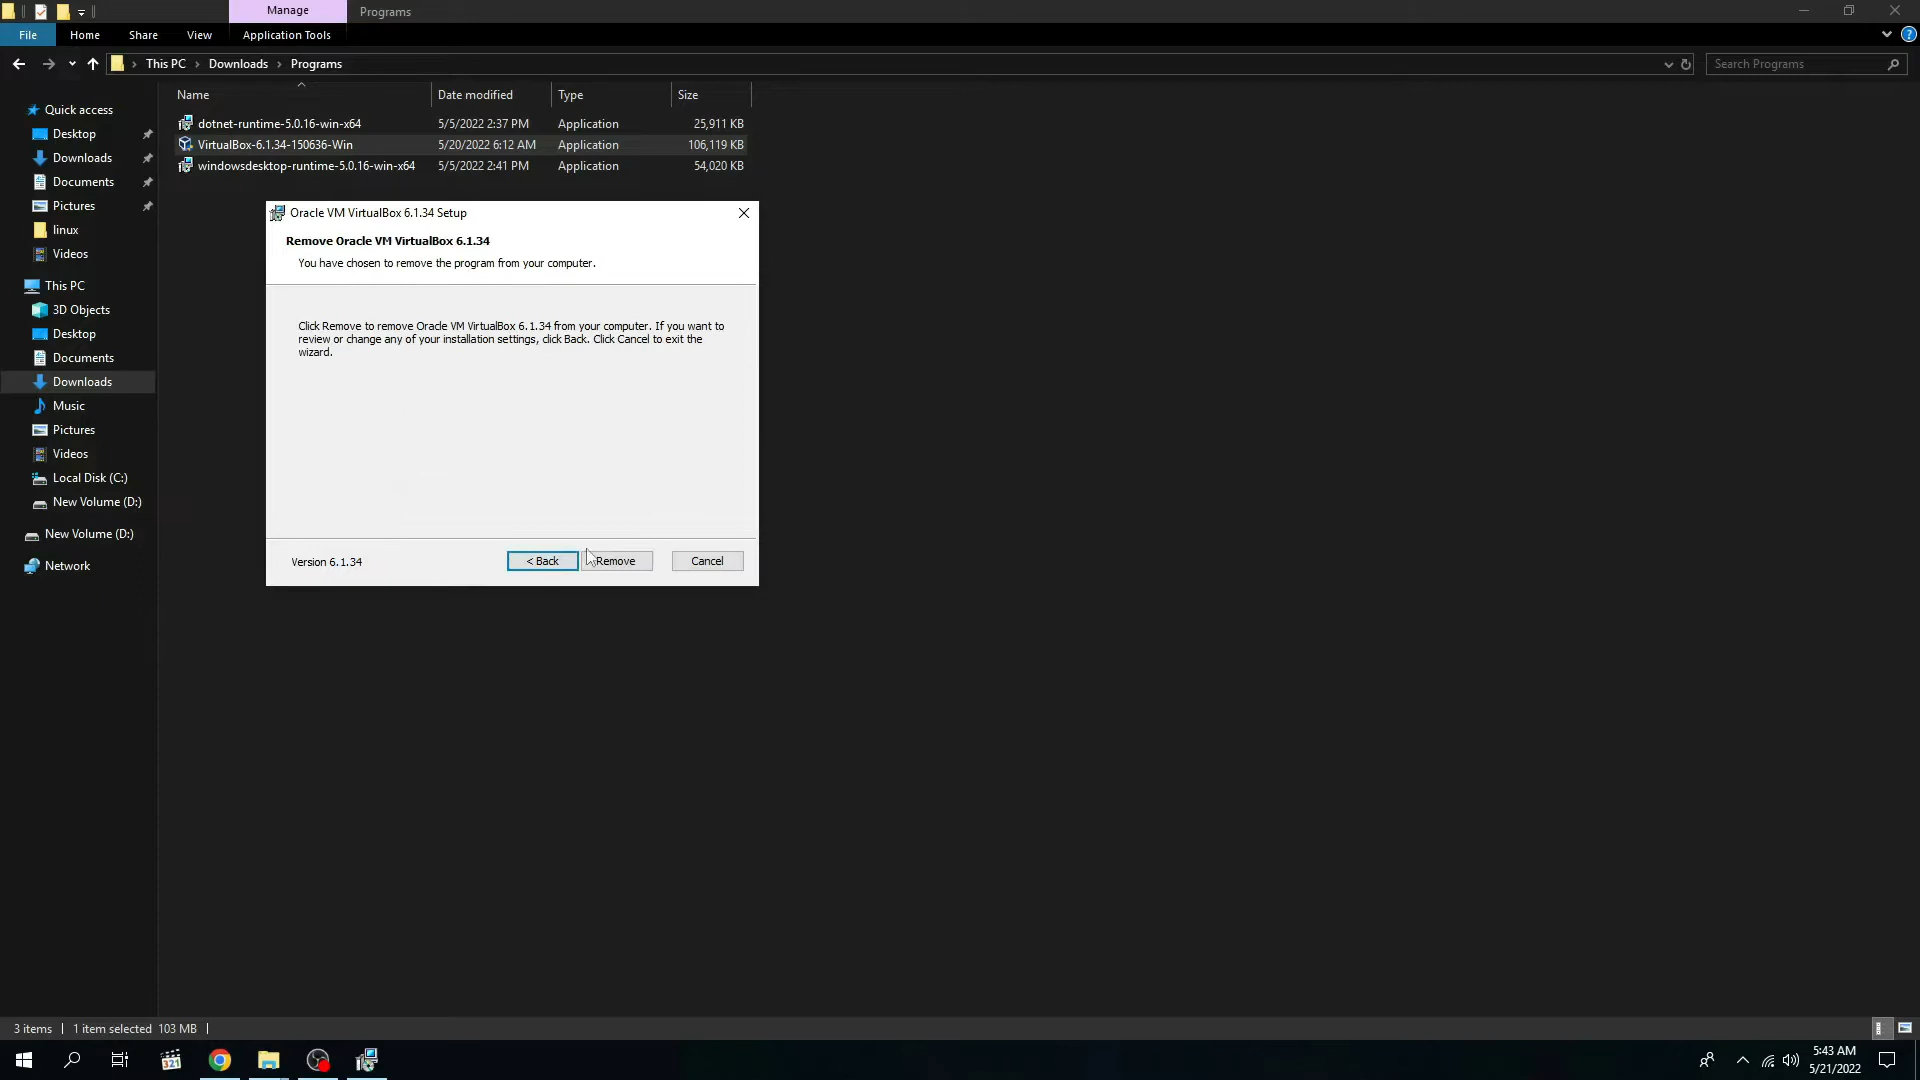 Manage
Programs
File
Home
Share
View
Application Tools
?
This PC
Downloads
Programs
Search Programs
Name
Date modified
Type
Size
dotnet-runtime-5.0.16-win-x64
5/5/2022 2:37 PM
Application
25,911 KB
VirtualBox-6.1.34-150636-Win
5/20/2022 6:12 AM
Application
106,119 KB
windowsdesktop-runtime-5.0.16-win-x64
5/5/2022 2:41 PM
Application
54,020 KB
Quick access
Desktop
Downloads
Documents
Pictures
linux
Videos
This PC
3D Objects
Desktop
Documents
Downloads
Music
Pictures
Videos
Local Disk (C:)
New Volume (D:)
New Volume (D:)
Network
Oracle VM VirtualBox 6.1.34 Setup
Remove Oracle VM VirtualBox 6.1.34
You have chosen to remove the program from your computer.
Click Remove to remove Oracle VM VirtualBox 6.1.34 from your computer. If you want to
review or change any of your installation settings, click Back. Click Cancel to exit the
wizard.
Version 6.1.34
< Back
Remove
Cancel
3 items
1 item selected 103 MB
321
5:43 AM
5/21/2022